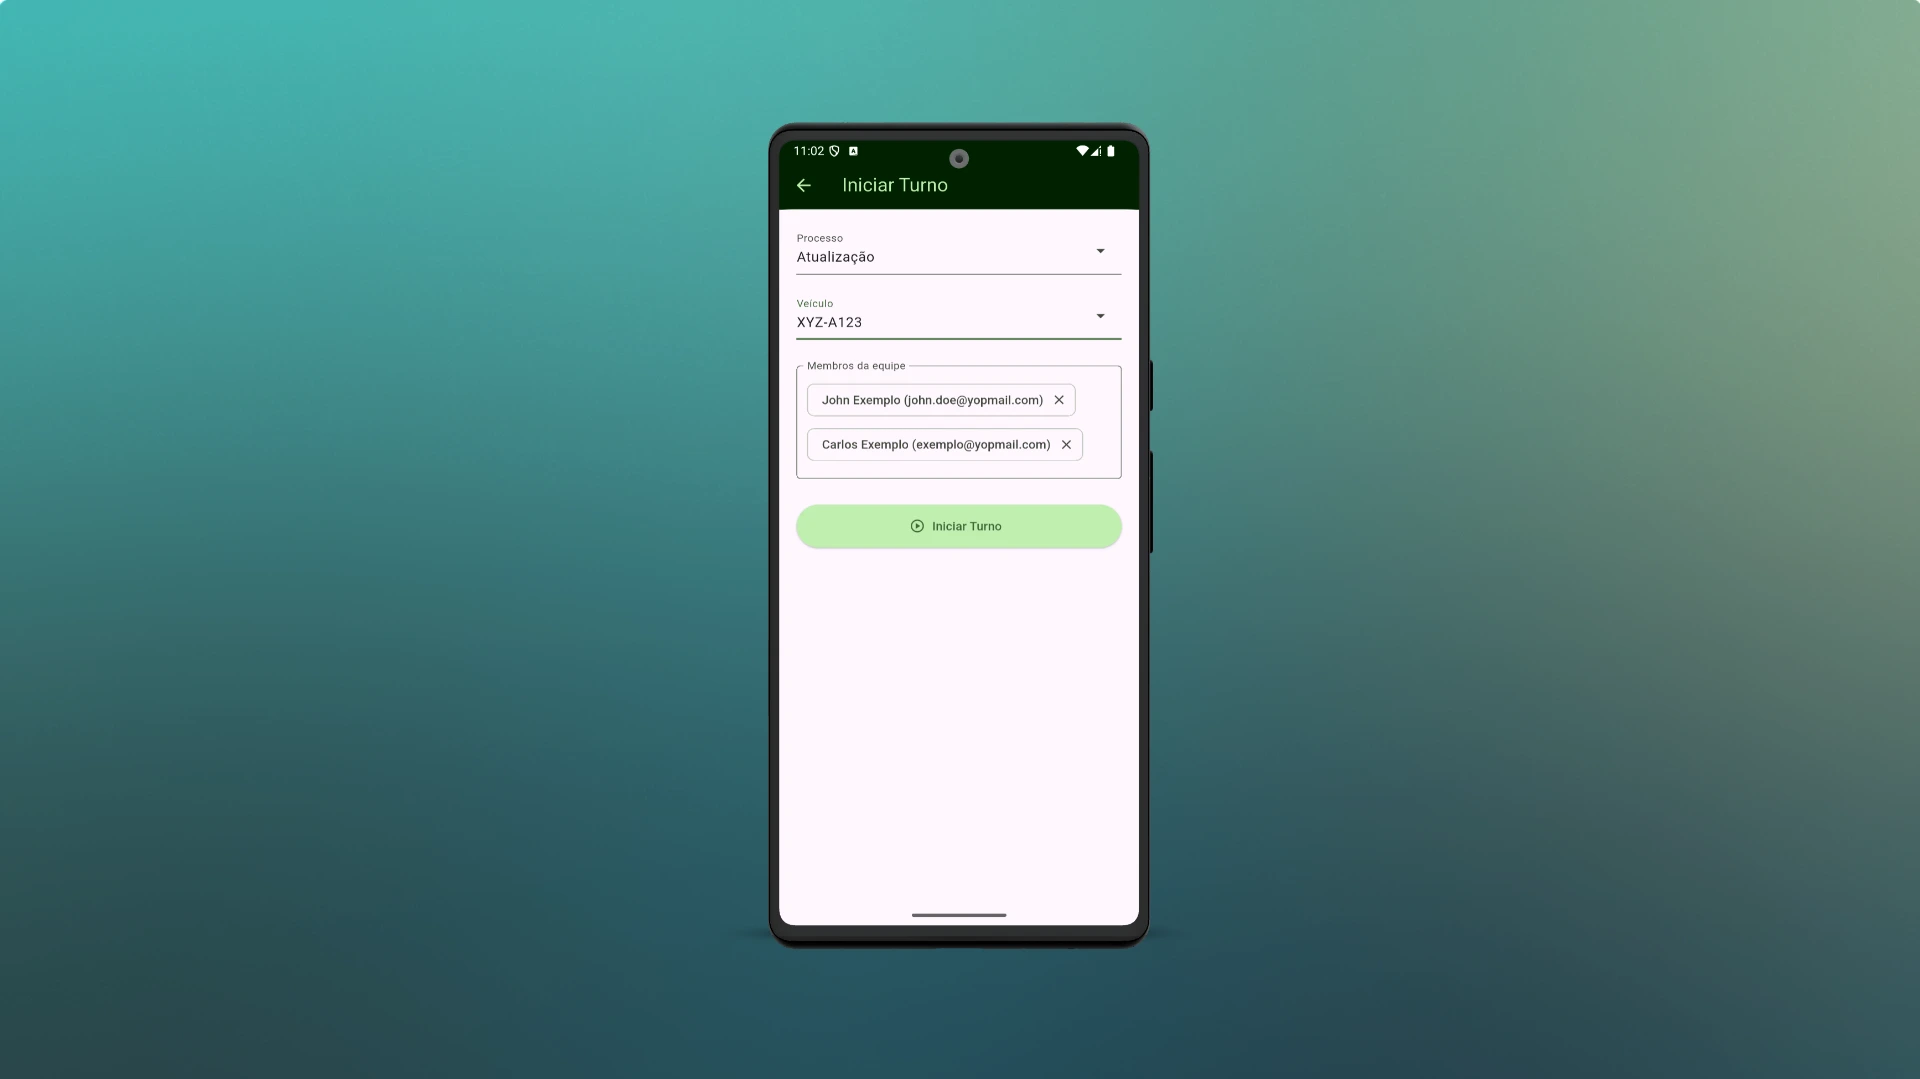 11:02
Iniciar Turno
Processo
Atualização
Veículo
XYZ-A123
Membros da equipe
John Exemplo (john.doe@yopmail.com)
Carlos Exemplo (exemplo@yopmail.com)
Iniciar Turno